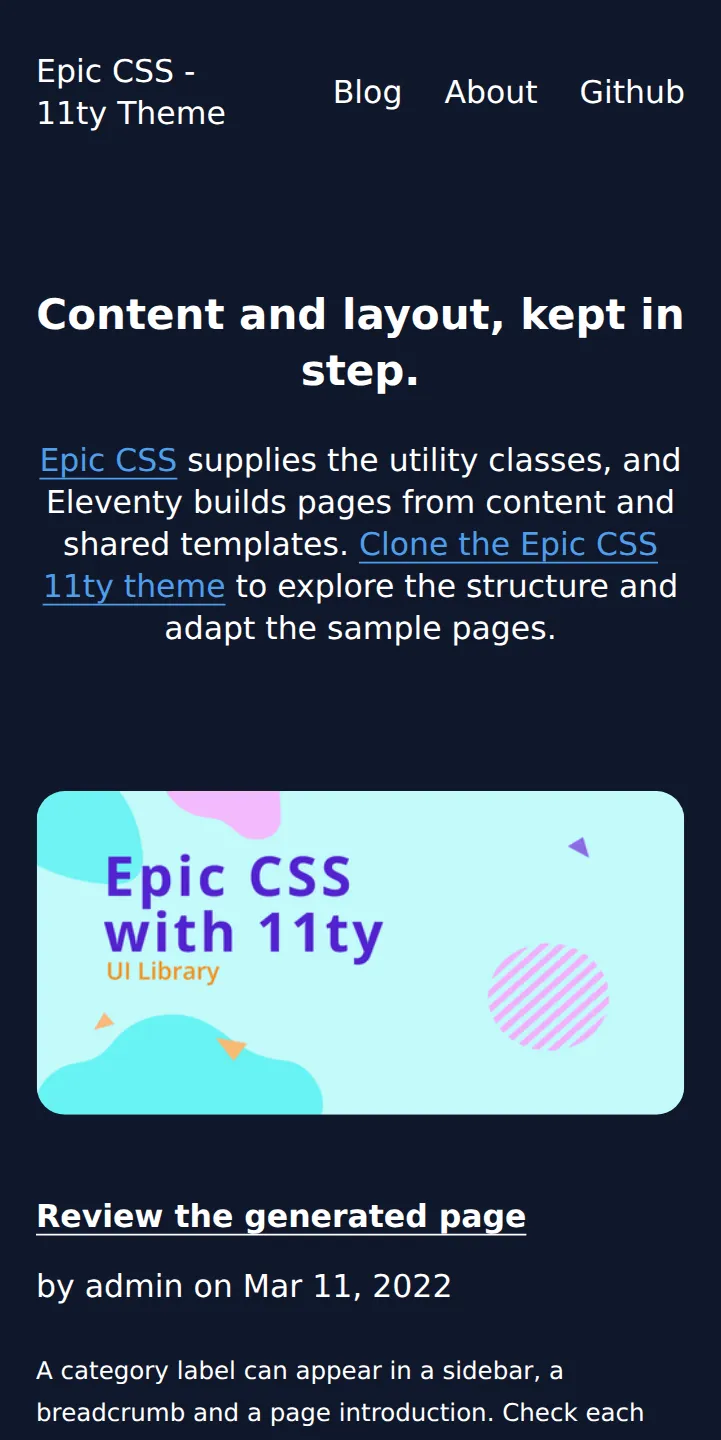 Epic CSS -
11ty Theme
Blog About Github
Content and layout, kept in
step.
Epic CSS supplies the utility classes, and
Eleventy builds pages from content and
shared templates. Clone the Epic CSS
11ty theme to explore the structure and
adapt the sample pages.
Epic CSS
with 11ty
UI Library
Review the generated page
by admin on Mar 11, 2022
A category label can appear in a sidebar, a
breadcrumb and a page introduction. Check each